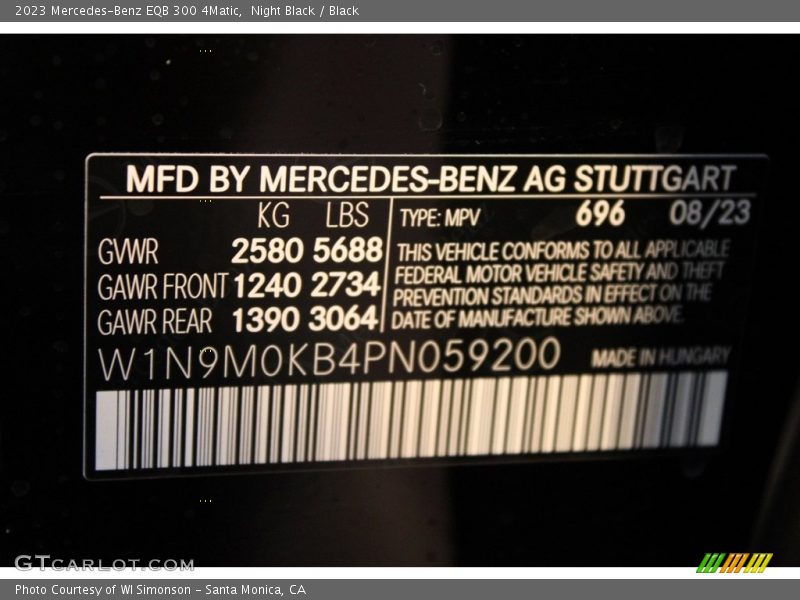 2023 Mercedes-Benz EQB 300 4Matic, Night Black / Black
MFD BY MERCEDES-BENZ AG STUTTGART
KG LBS TYPE: MPV 696 08/23
GVWR 2580 5688
GAWR FRONT 1240 2734
GAWR REAR 1390 3064
THIS VEHICLE CONFORMS TO ALL APPLICABLE
FEDERAL MOTOR VEHICLE SAFETY AND THEFT
PREVENTION STANDARDS IN EFFECT ON THE
DATE OF MANUFACTURE SHOWN ABOVE.
W1N9M0KB4PN059200 MADE IN HUNGARY
GTCARLOT.COM
Photo Courtesy of WI Simonson - Santa Monica, CA